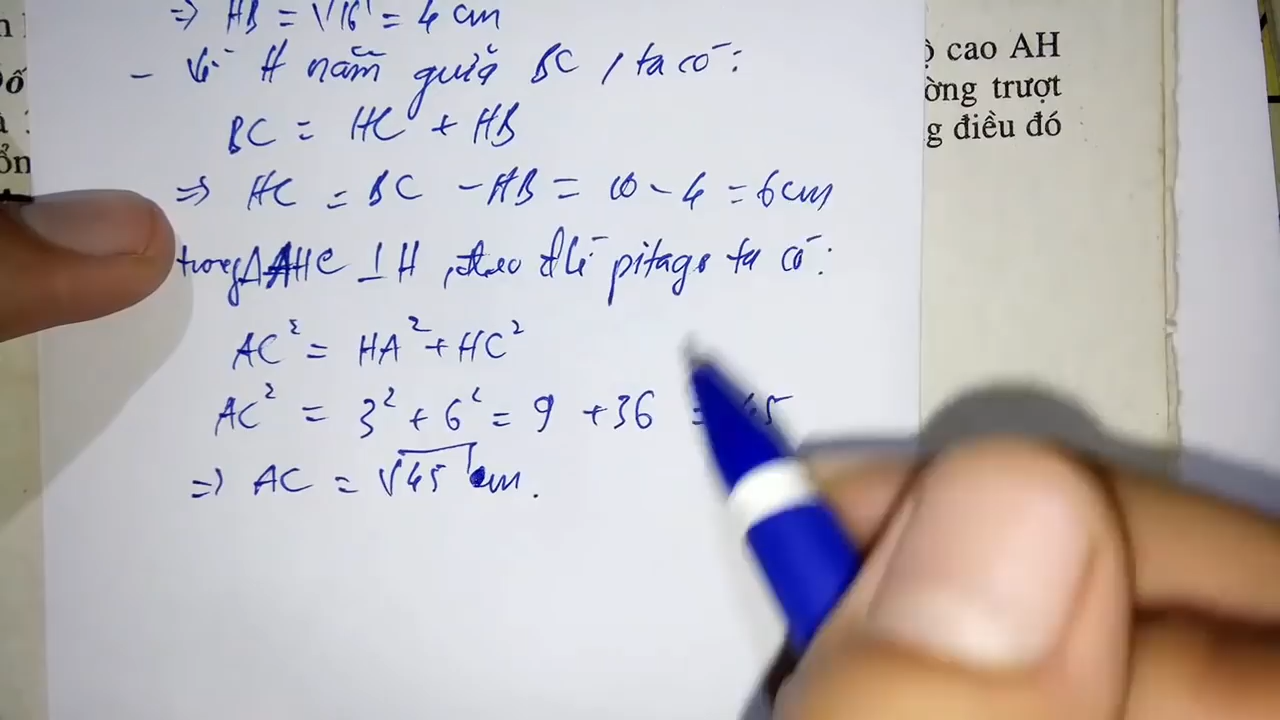 ⇒ HB = √16 = 4 cm
- Vì H nằm giữa BC, ta có:
BC = HC + HB
⇒ HC = BC - HB = 10 - 4 = 6cm
trong ΔAHC ⊥ H, theo đlí pitago ta có:
AC² = HA² + HC²
AC² = 3² + 6² = 9 + 36 = 45
⇒ AC = √45 cm.
cao AH
ờng trượt
g điều đó